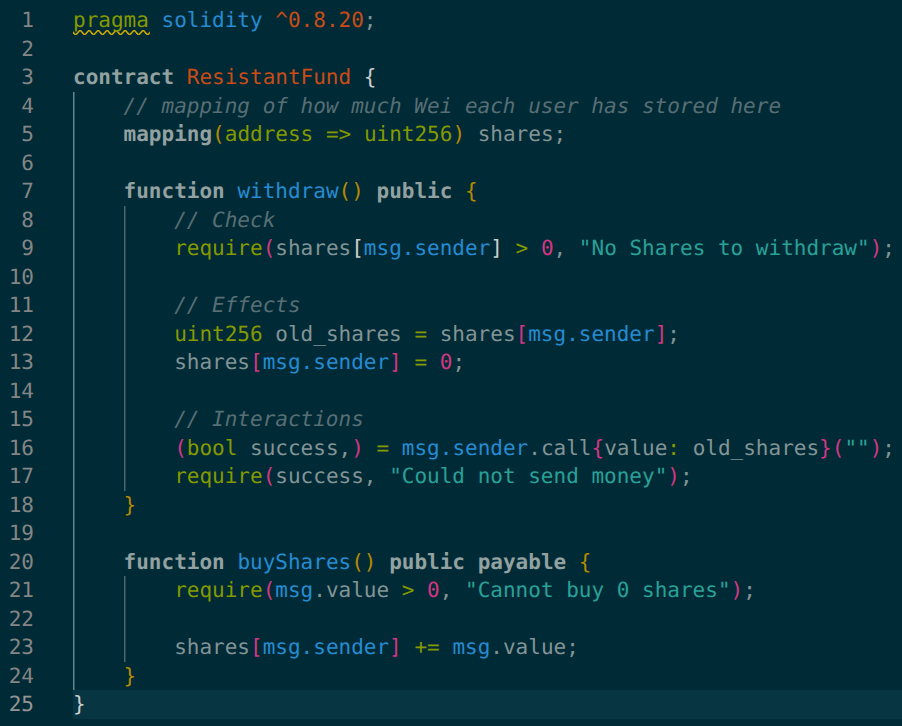 1 pragma solidity ^0.8.20;
2
3 contract ResistantFund {
4     // mapping of how much Wei each user has stored here
5     mapping(address => uint256) shares;
6
7     function withdraw() public {
8         // Check
9         require(shares[msg.sender] > 0, "No Shares to withdraw");
10
11         // Effects
12         uint256 old_shares = shares[msg.sender];
13         shares[msg.sender] = 0;
14
15         // Interactions
16         (bool success,) = msg.sender.call{value: old_shares}("");
17         require(success, "Could not send money");
18     }
19
20     function buyShares() public payable {
21         require(msg.value > 0, "Cannot buy 0 shares");
22
23         shares[msg.sender] += msg.value;
24     }
25 }